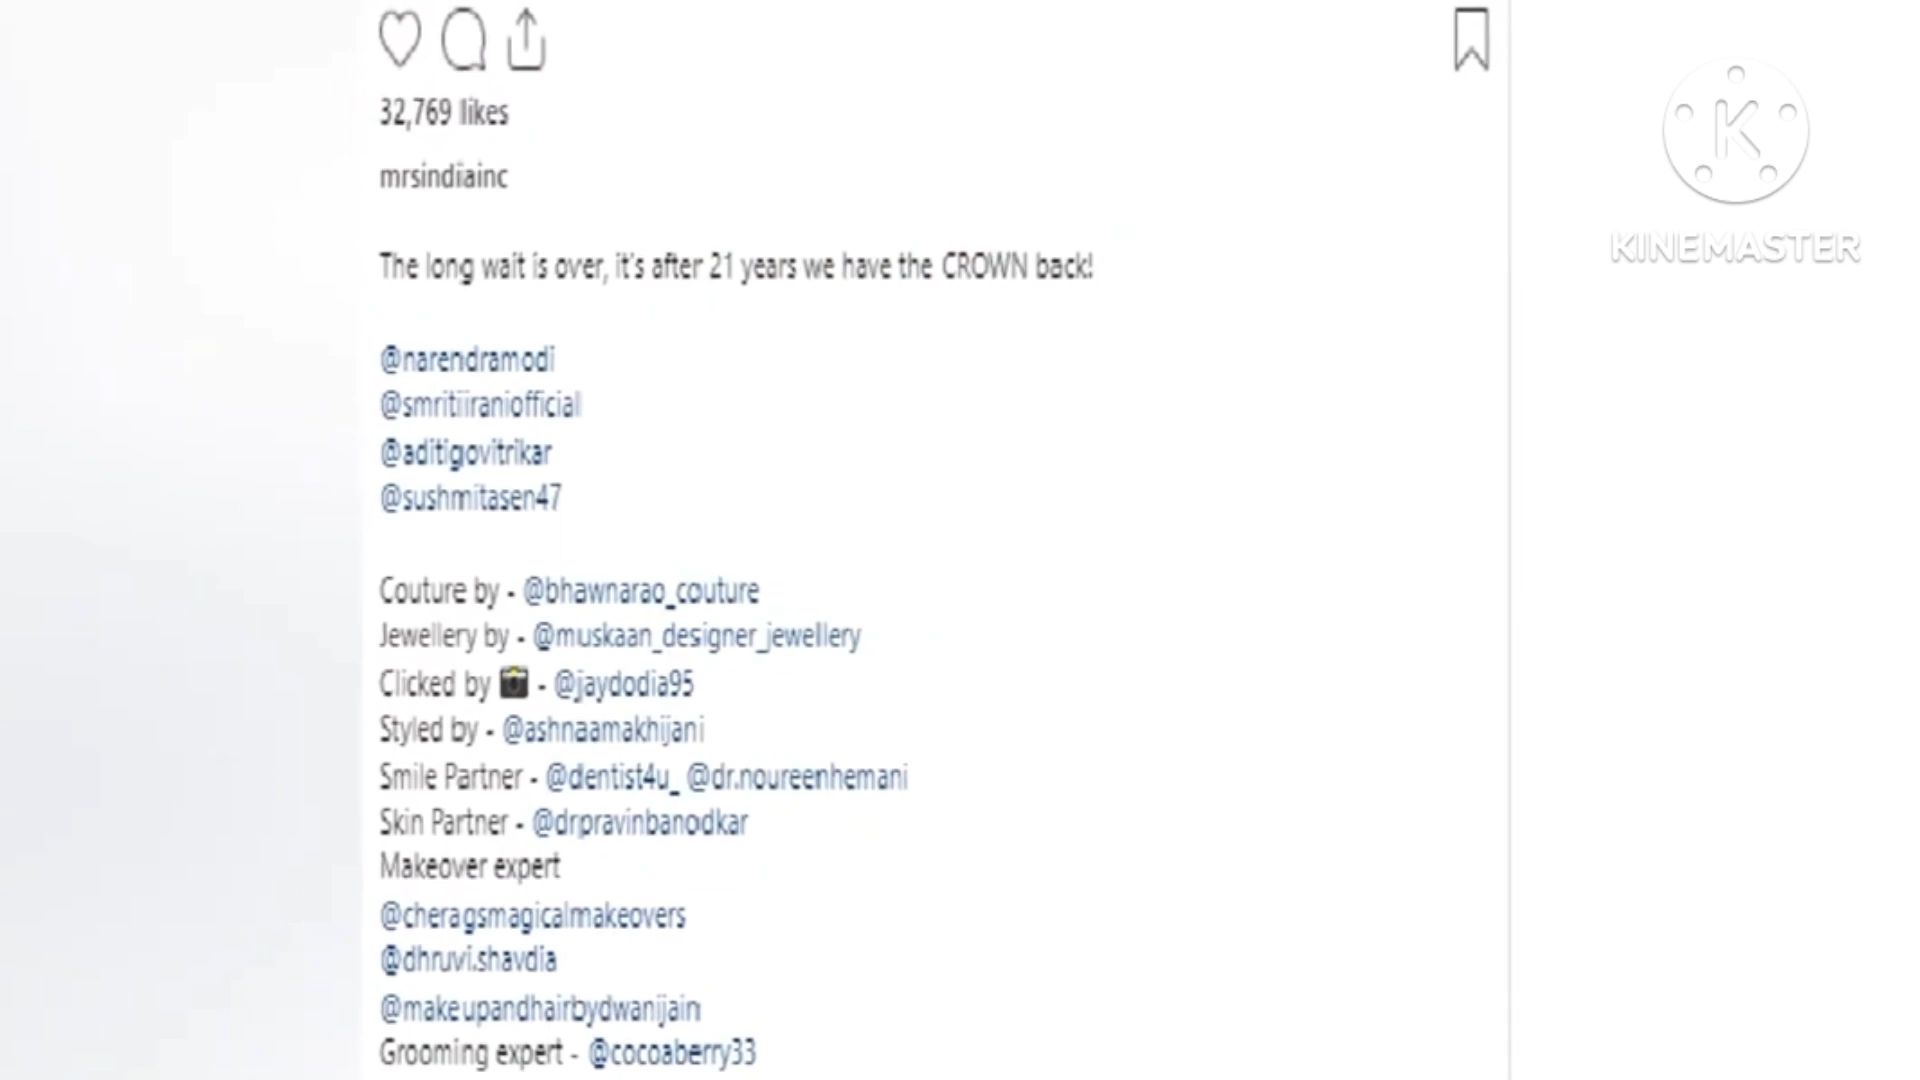 32,769 likes
mrsindiainc
The long wait is over, it's after 21 years we have the CROWN back!
@narendramodi
@smritiiraniofficial
@aditigovitrikar
@sushmitasen47
Couture by - @bhawnarao_couture
Jewellery by - @muskaan_designer_jewellery
Clicked by 📸 - @jaydodia95
Styled by - @ashnaamakhijani
Smile Partner - @dentist4u_ @dr.noureenhemani
Skin Partner - @drpravinbanodkar
Makeover expert
@cheragsmagicalmakeovers
@dhruvi.shavdia
@makeupandhairbydwanijain
Grooming expert - @cocoaberry33
K
KINEMASTER